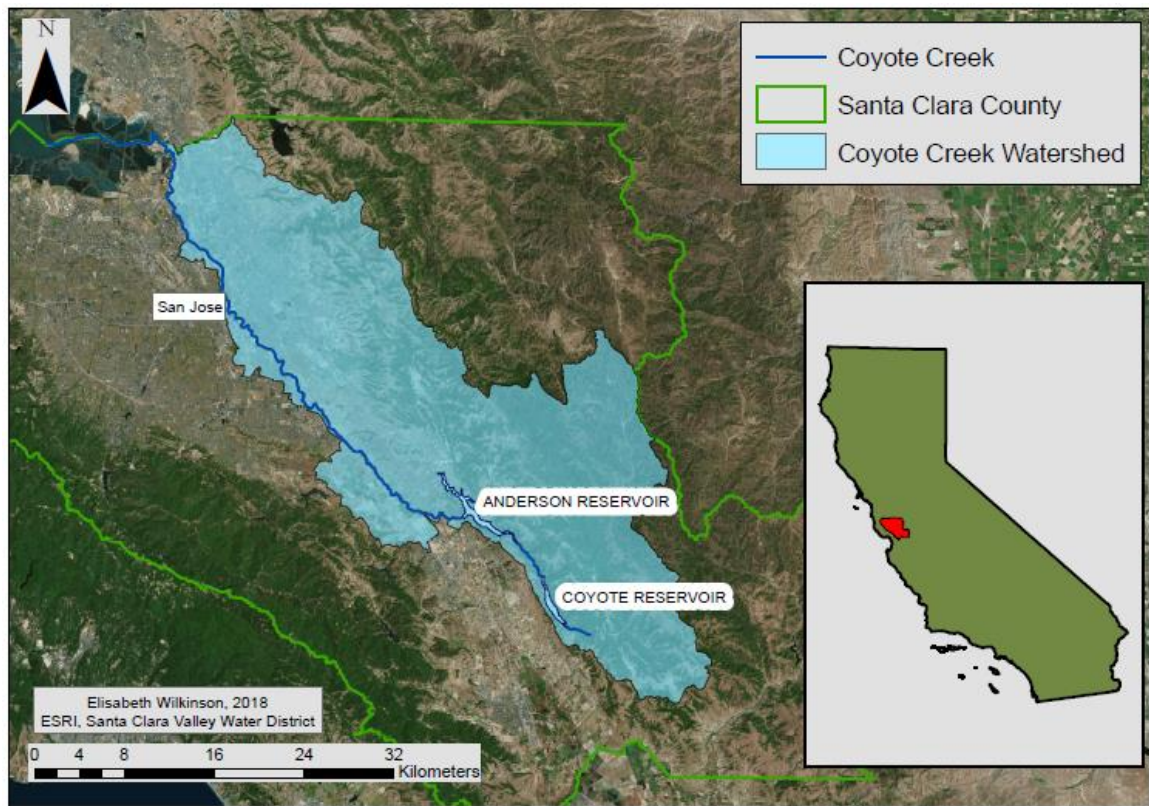 N
Coyote Creek
Santa Clara County
Coyote Creek Watershed
San Jose
ANDERSON RESERVOIR
COYOTE RESERVOIR
Elisabeth Wilkinson, 2018
ESRI, Santa Clara Valley Water District
0 4 8 16 24 32
Kilometers